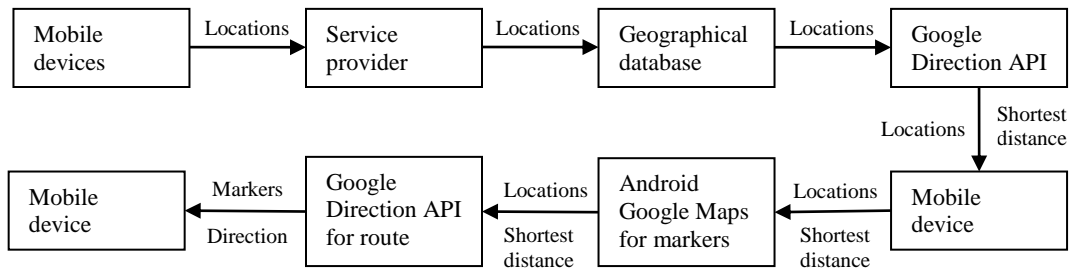 Mobile
devices
Locations
Service
provider
Locations
Geographical
database
Locations
Google
Direction API
Locations
Shortest
distance
Mobile
device
Locations
Shortest
distance
Android
Google Maps
for markers
Locations
Shortest
distance
Google
Direction API
for route
Markers
Direction
Mobile
device